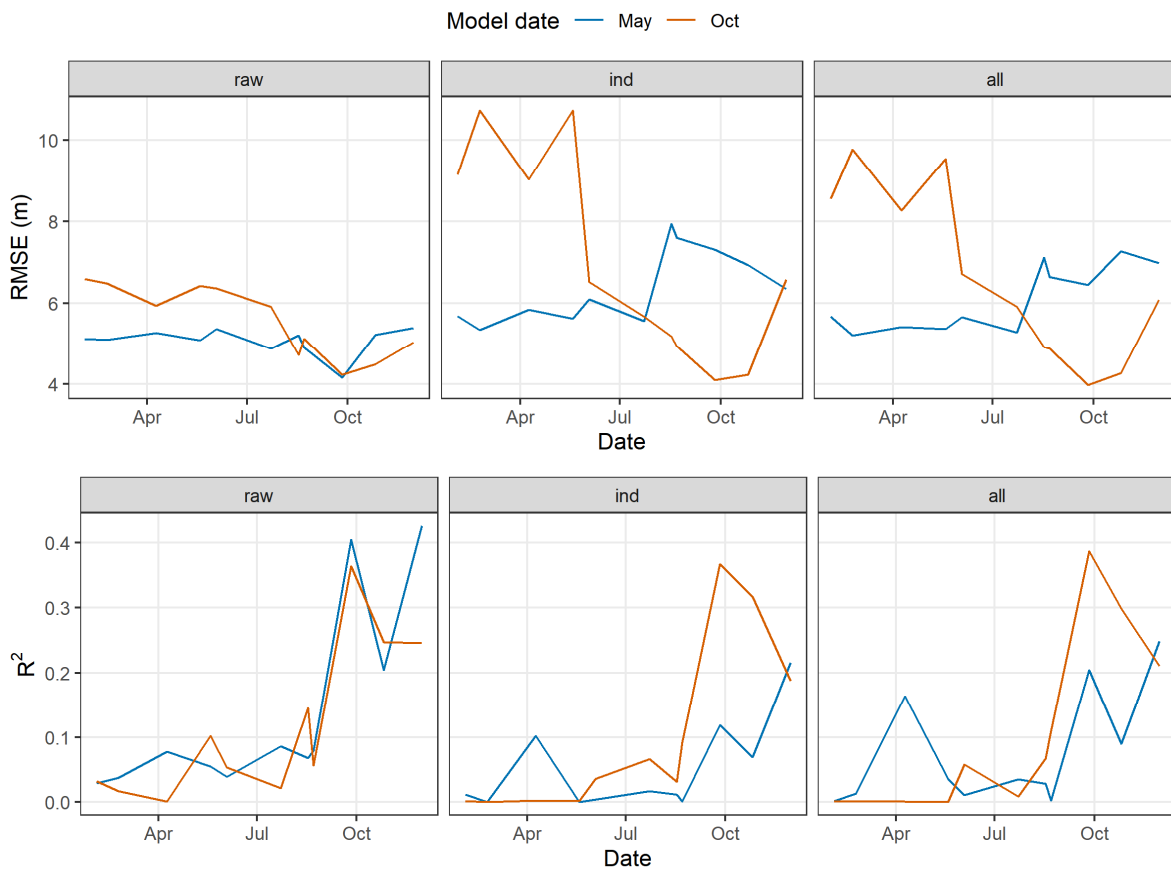 Model date May Oct
raw ind all
RMSE (m)
10
8
6
4
Apr Jul Oct Apr Jul Oct Apr Jul Oct
Date
raw ind all
R²
0.4
0.3
0.2
0.1
0.0
Apr Jul Oct Apr Jul Oct Apr Jul Oct
Date